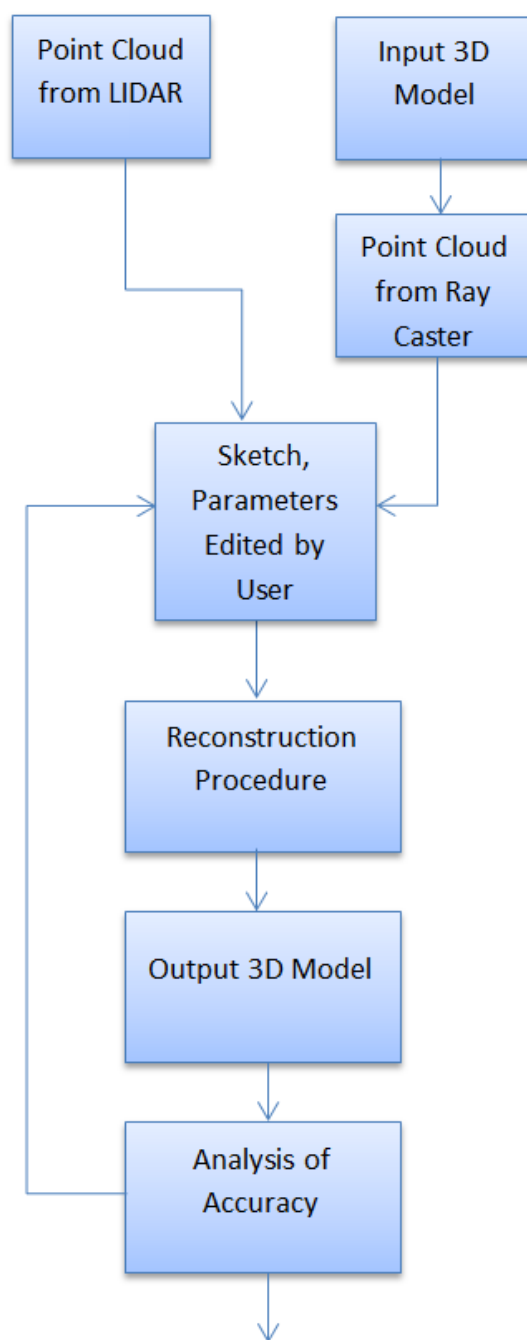 Point Cloud
from LIDAR
Input 3D
Model
Point Cloud
from Ray
Caster
Sketch,
Parameters
Edited by
User
Reconstruction
Procedure
Output 3D Model
Analysis of
Accuracy